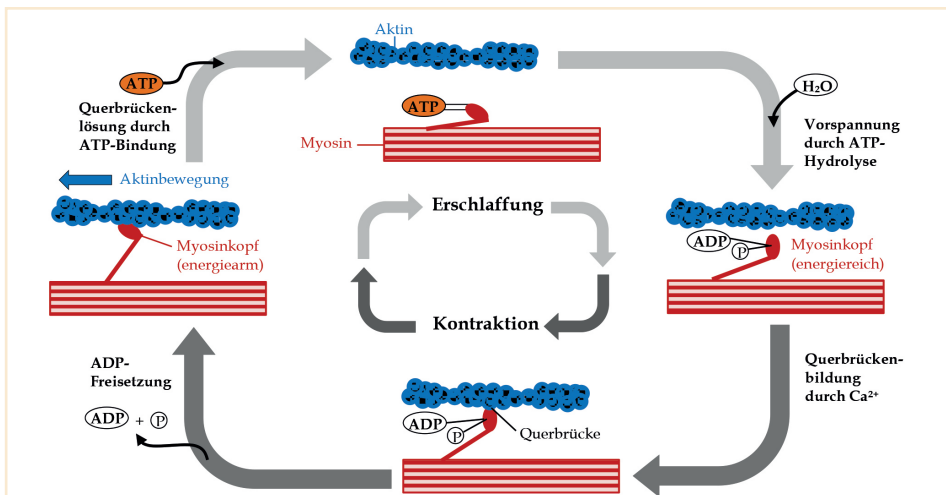 Aktin
ATP
Querbrücken-
lösung durch
ATP-Bindung
ATP
Myosin
H₂O
Vorspannung
durch ATP-
Hydrolyse
Aktinbewegung
Myosinkopf
(energiearm)
Erschlaffung
Kontraktion
ADP
P
Myosinkopf
(energiereich)
ADP-
Freisetzung
ADP + P
ADP
P
Querbrücke
Querbrücken-
bildung
durch Ca²⁺